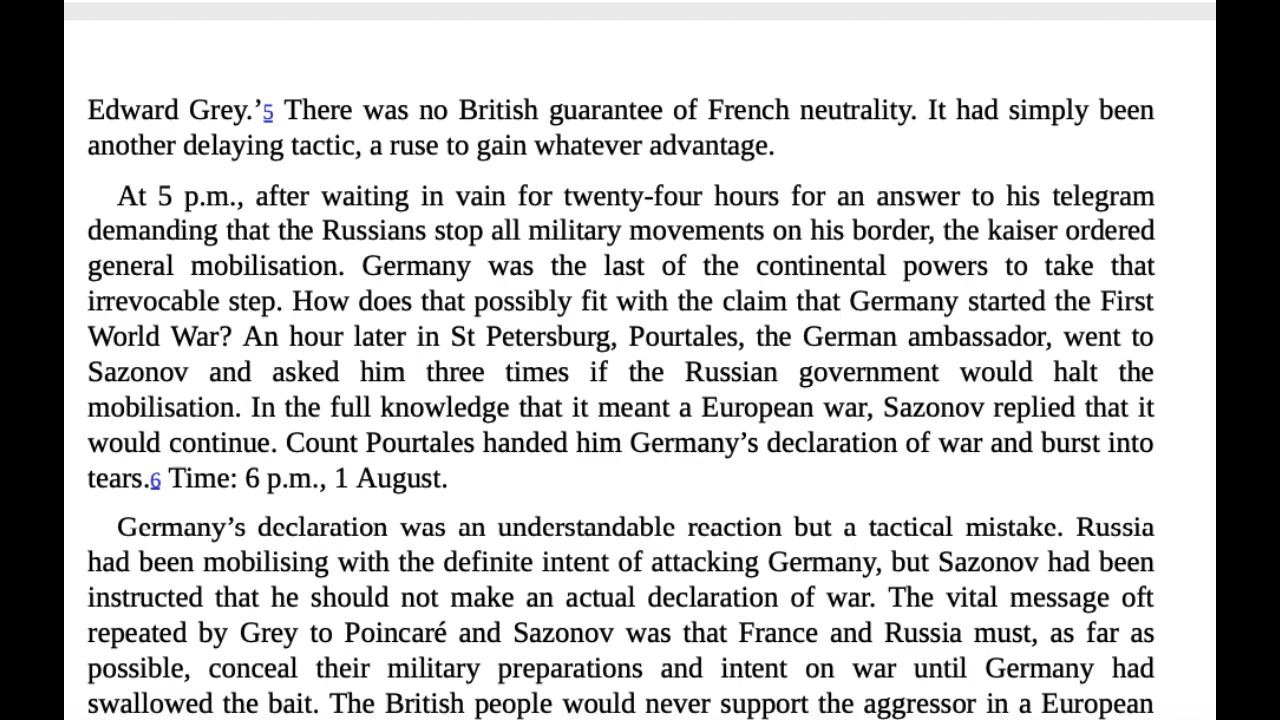 Edward Grey.’5 There was no British guarantee of French neutrality. It had simply been
another delaying tactic, a ruse to gain whatever advantage.
At 5 p.m., after waiting in vain for twenty-four hours for an answer to his telegram
demanding that the Russians stop all military movements on his border, the kaiser ordered
general mobilisation. Germany was the last of the continental powers to take that
irrevocable step. How does that possibly fit with the claim that Germany started the First
World War? An hour later in St Petersburg, Pourtales, the German ambassador, went to
Sazonov and asked him three times if the Russian government would halt the
mobilisation. In the full knowledge that it meant a European war, Sazonov replied that it
would continue. Count Pourtales handed him Germany’s declaration of war and burst into
tears.6 Time: 6 p.m., 1 August.
Germany’s declaration was an understandable reaction but a tactical mistake. Russia
had been mobilising with the definite intent of attacking Germany, but Sazonov had been
instructed that he should not make an actual declaration of war. The vital message oft
repeated by Grey to Poincaré and Sazonov was that France and Russia must, as far as
possible, conceal their military preparations and intent on war until Germany had
swallowed the bait. The British people would never support the aggressor in a European